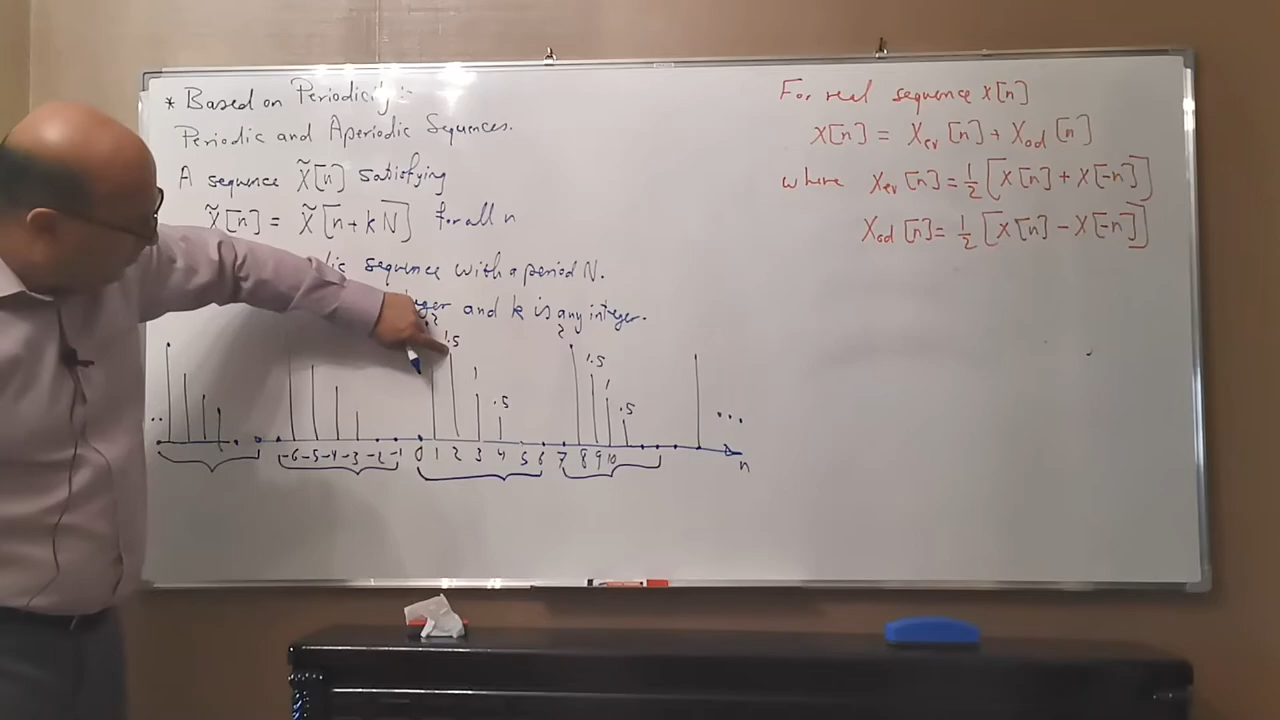 * Based on Periodicity :-
Periodic and Aperiodic Sequences.
A sequence x̃[n] satisfying
x̃[n] = x̃[n+kN] for all n
sequence with a period N.
and k is any integer.
2 1.5 1 .5 2 1.5 1 .5
.. ...
-6 -5 -4 -3 -2 -1 0 1 2 3 4 5 6 7 8 9 10
n
For real sequence x[n]
x[n] = xev[n] + xod[n]
where xev[n] = 1/2 [x[n] + x[-n]]
xod[n] = 1/2 [x[n] - x[-n]]